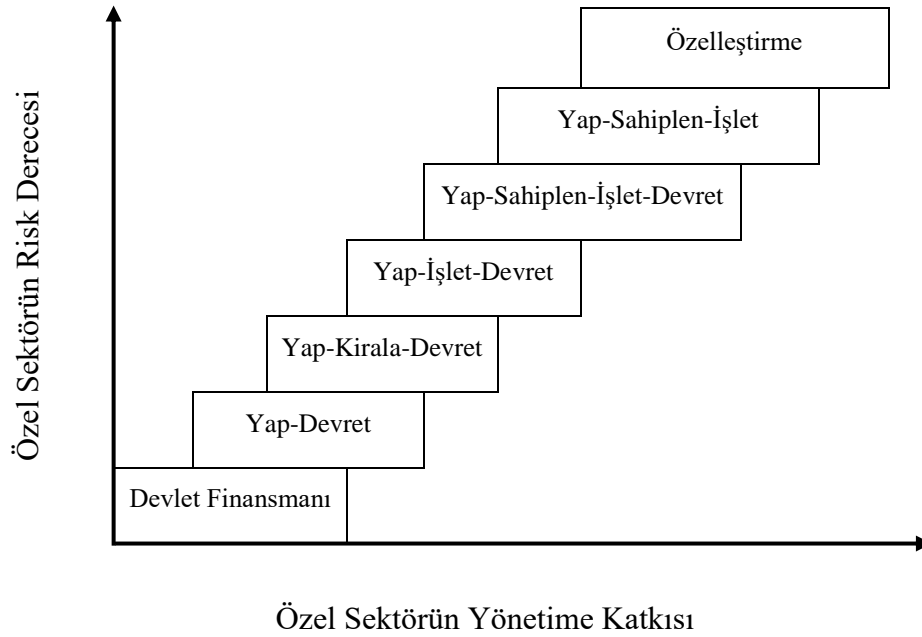 Özelleştirme
Yap-Sahiplen-İşlet
Yap-Sahiplen-İşlet-Devret
Yap-İşlet-Devret
Yap-Kirala-Devret
Yap-Devret
Devlet Finansmanı
Özel Sektörün Risk Derecesi
Özel Sektörün Yönetime Katkısı